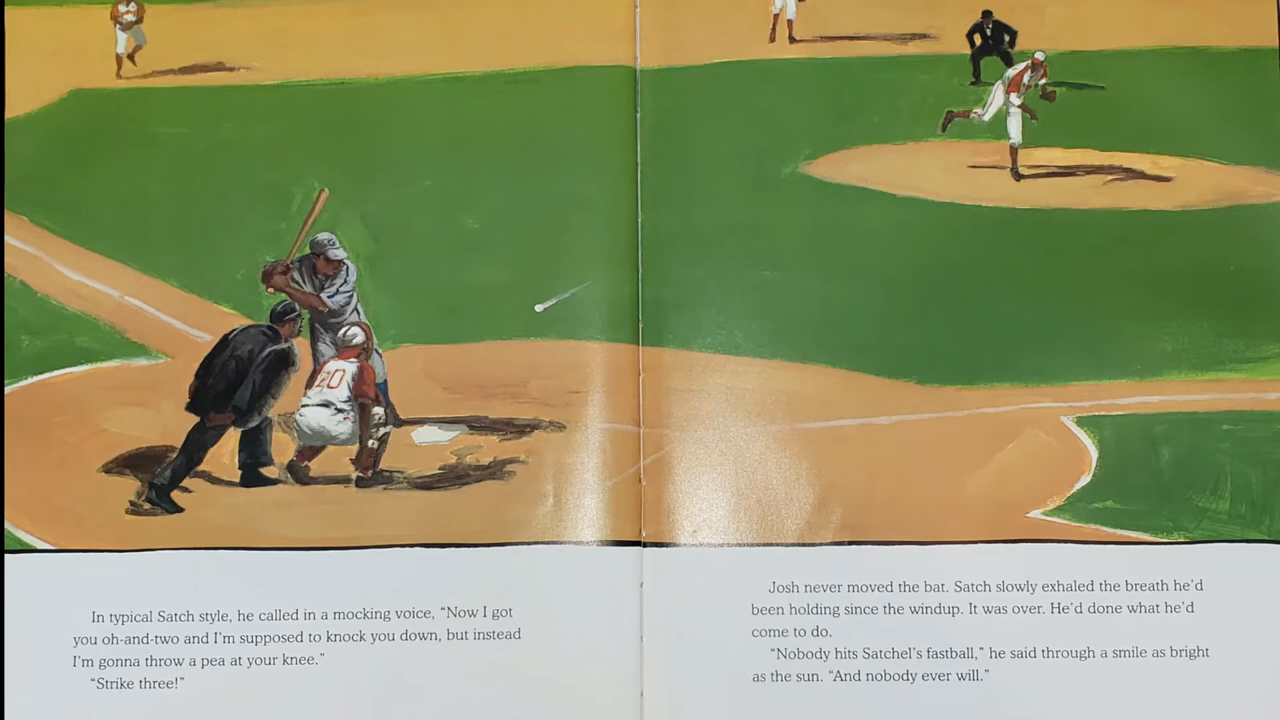 20
In typical Satch style, he called in a mocking voice, “Now I got
you oh-and-two and I’m supposed to knock you down, but instead
I’m gonna throw a pea at your knee.”
“Strike three!”
Josh never moved the bat. Satch slowly exhaled the breath he’d
been holding since the windup. It was over. He’d done what he’d
come to do.
“Nobody hits Satchel’s fastball,” he said through a smile as bright
as the sun. “And nobody ever will.”